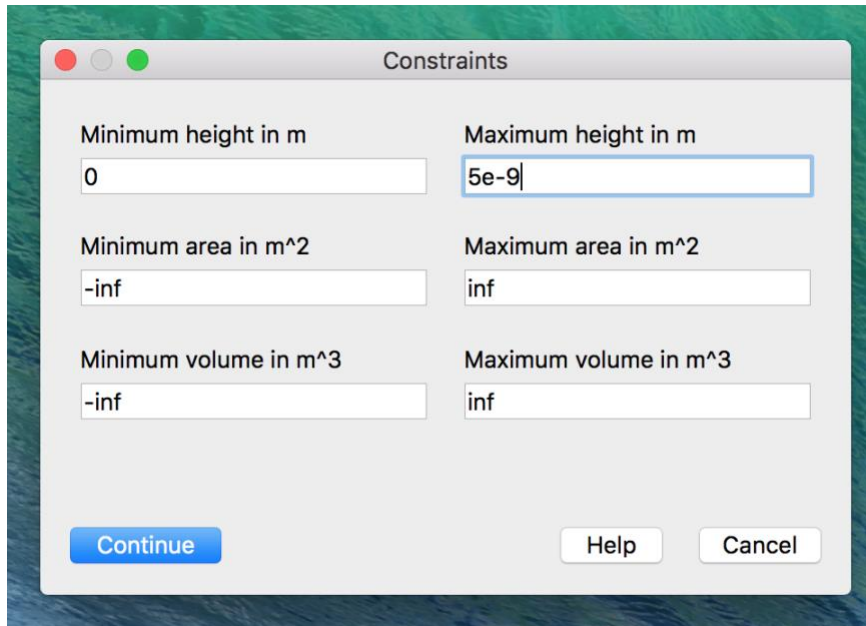 Constraints
Minimum height in m
Maximum height in m
0
5e-9
Minimum area in m^2
Maximum area in m^2
-inf
inf
Minimum volume in m^3
Maximum volume in m^3
-inf
inf
Continue
Help
Cancel